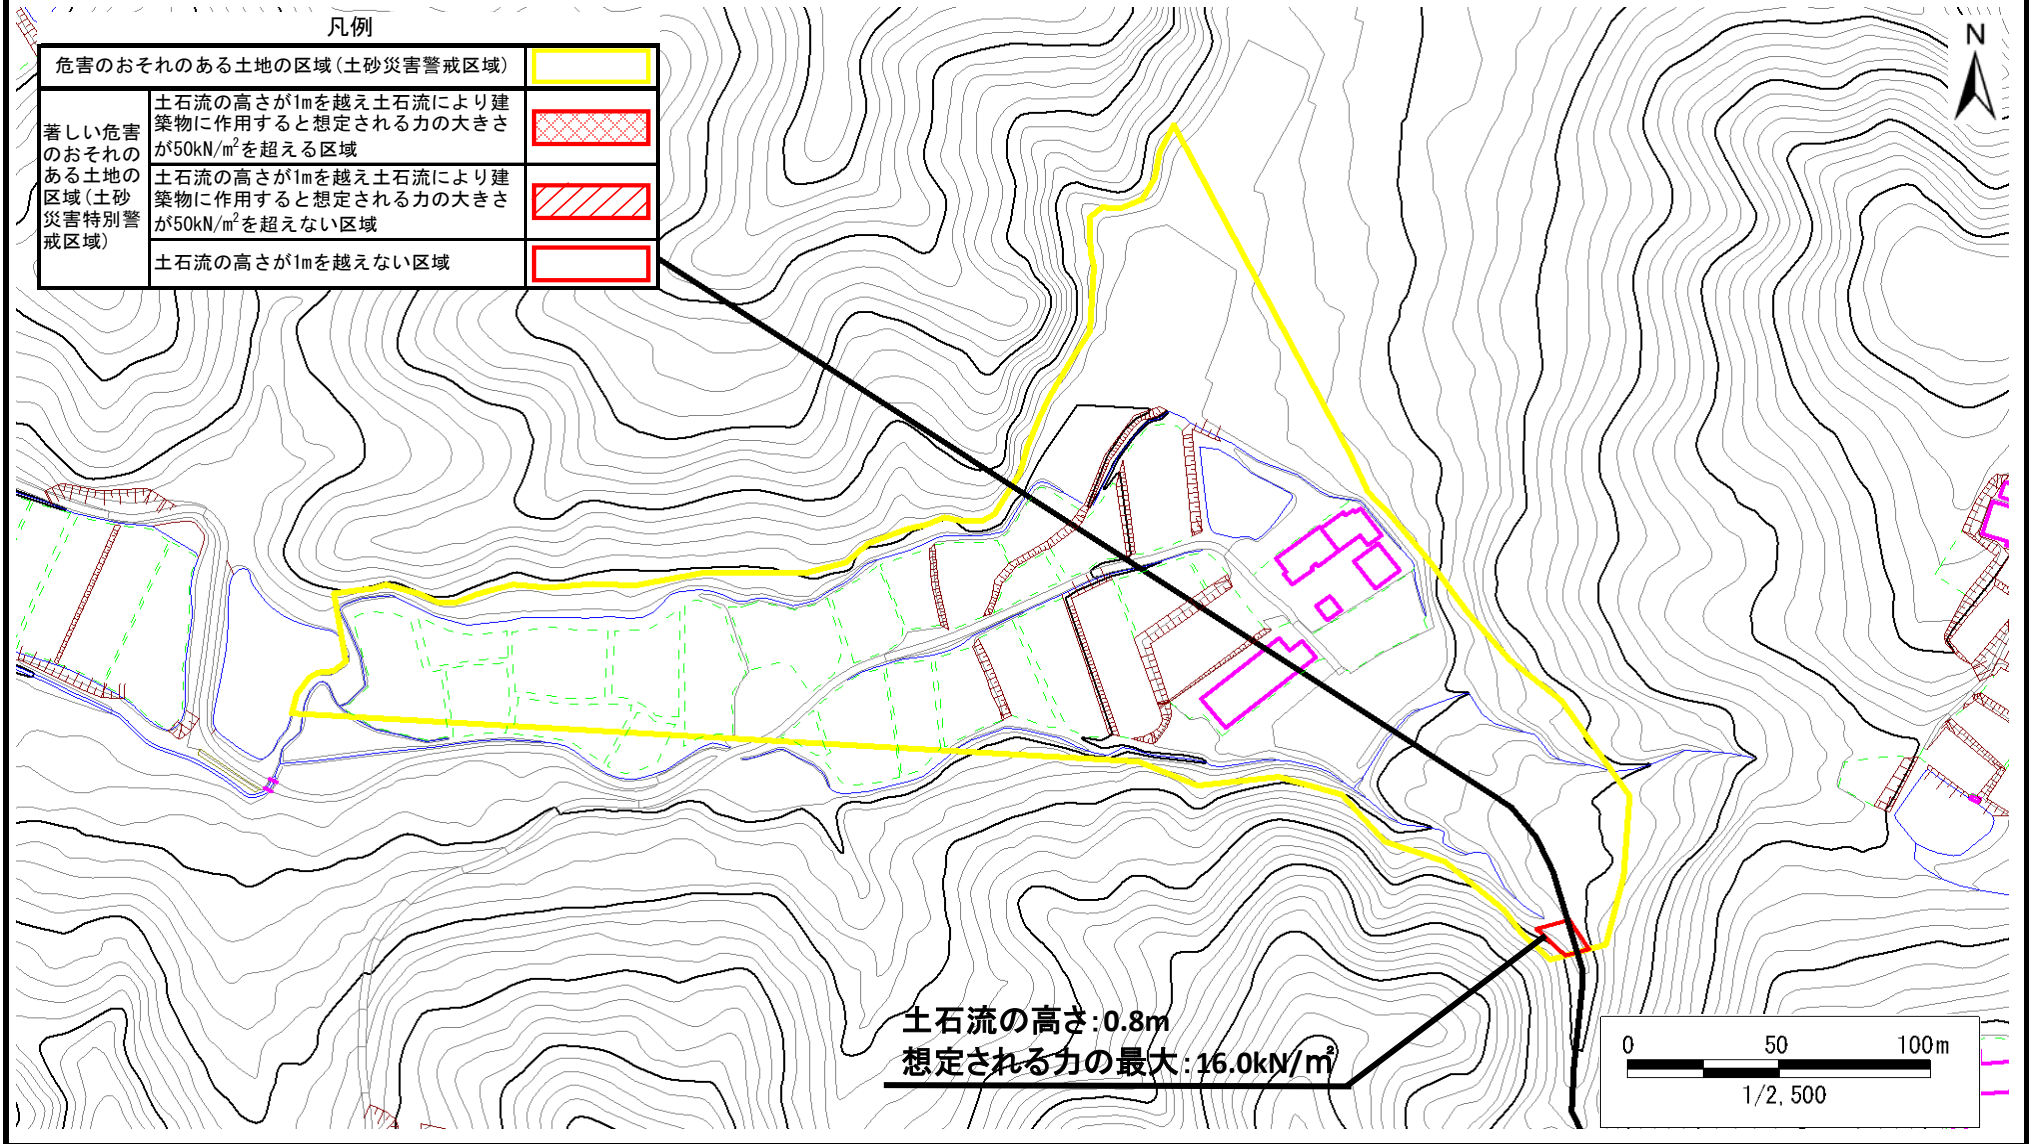 凡例
危害のおそれのある土地の区域(土砂災害警戒区域)
著しい危害
のおそれの
ある土地の
区域(土砂
災害特別警
戒区域)
土石流の高さが1mを越え土石流により建
築物に作用すると想定される力の大きさ
が50kN/m²を超える区域
土石流の高さが1mを越え土石流により建
築物に作用すると想定される力の大きさ
が50kN/m²を超えない区域
土石流の高さが1mを越えない区域
N
土石流の高さ:0.8m
想定される力の最大:16.0kN/㎡
0 50 100m
1/2,500